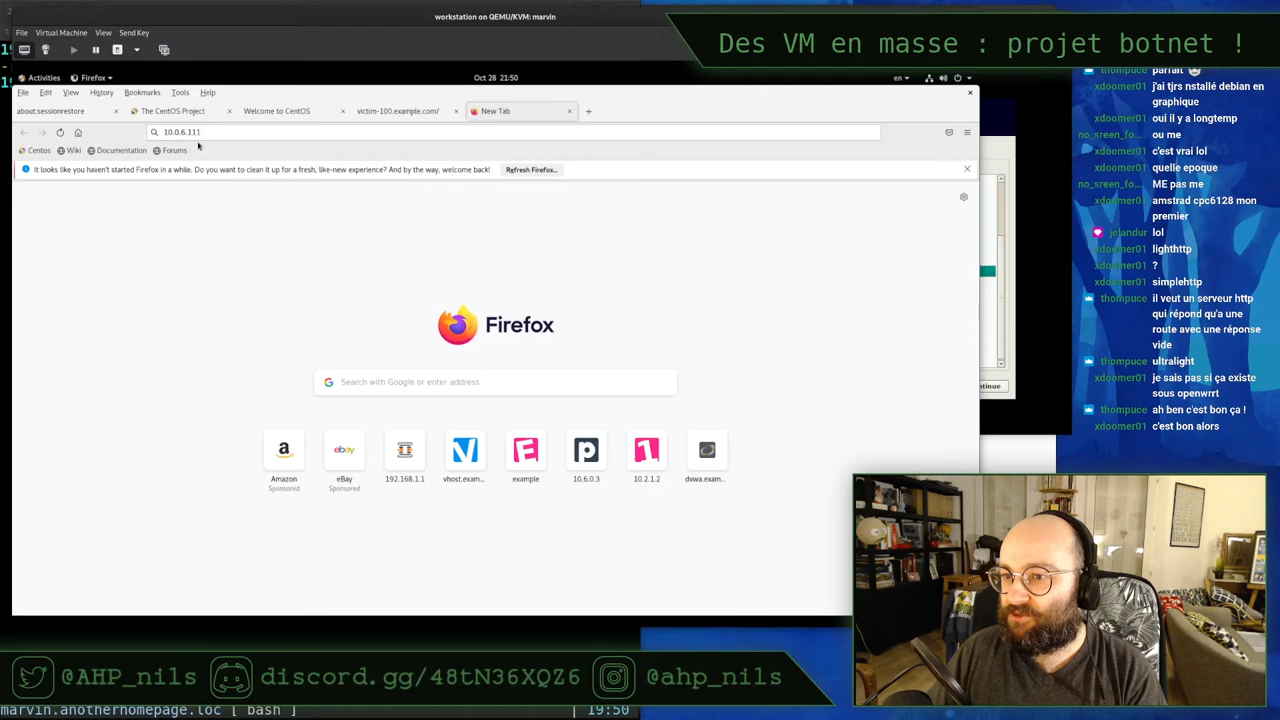 workstation on QEMU/KVM: marvin
File Virtual Machine View Send Key
Des VM en masse : projet botnet !
Activities Firefox Oct 28 21:50 en
File Edit View History Bookmarks Tools Help
about:sessionrestore The CentOS Project Welcome to CentOS victim-100.example.com/ New Tab
10.0.6.111
Centos Wiki Documentation Forums
It looks like you haven't started Firefox in a while. Do you want to clean it up for a fresh, like-new experience? And by the way, welcome back! Refresh Firefox...
Firefox
Search with Google or enter address
Amazon
Sponsored
eBay
Sponsored
192.168.1.1
vhost.exam...
example
10.6.0.3
10.2.1.2
dvwa.exam...
thompuce parfait
xdoomer01 j'ai tjrs nstallé debian en
graphique
xdoomer01 oui il y longtemp
no_sreen_fo... ou me
xdoomer01 c'est vrai lol
xdoomer01 quelle epoque
no_sreen_fo... ME pas me
xdoomer01 amstrad cpc6128 mon
premier
jelandur lol
xdoomer01 lighthttp
xdoomer01 ?
xdoomer01 simplehttp
thompuce il veut un serveur http
qui répond qu'a une
route avec une réponse
vide
thompuce ultralight
xdoomer01 je sais pas si ça existe
sous openwrrt
thompuce ah ben c'est bon ça !
xdoomer01 c'est bon alors
@AHP_nils discord.gg/48tN36XQZ6 @ahp_nils
marvin.anotherhomepage.loc [ bash ] | 19:50